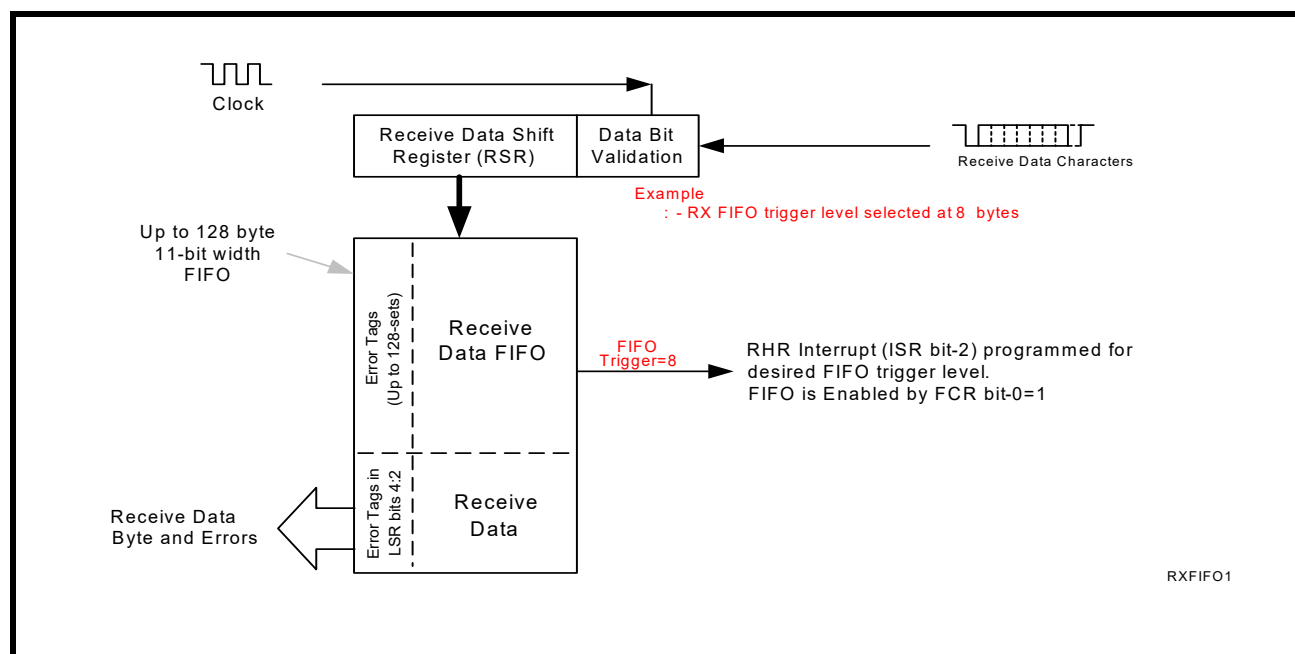 Clock
Receive Data Shift
Register (RSR)
Data Bit
Validation
Receive Data Characters
Example
: - RX FIFO trigger level selected at 8 bytes
Up to 128 byte
11-bit width
FIFO
Error Tags
(Up to 128-sets)
Receive
Data FIFO
FIFO
Trigger=8
RHR Interrupt (ISR bit-2) programmed for
desired FIFO trigger level.
FIFO is Enabled by FCR bit-0=1
Error Tags in
LSR bits 4:2
Receive
Data
Receive Data
Byte and Errors
RXFIFO1